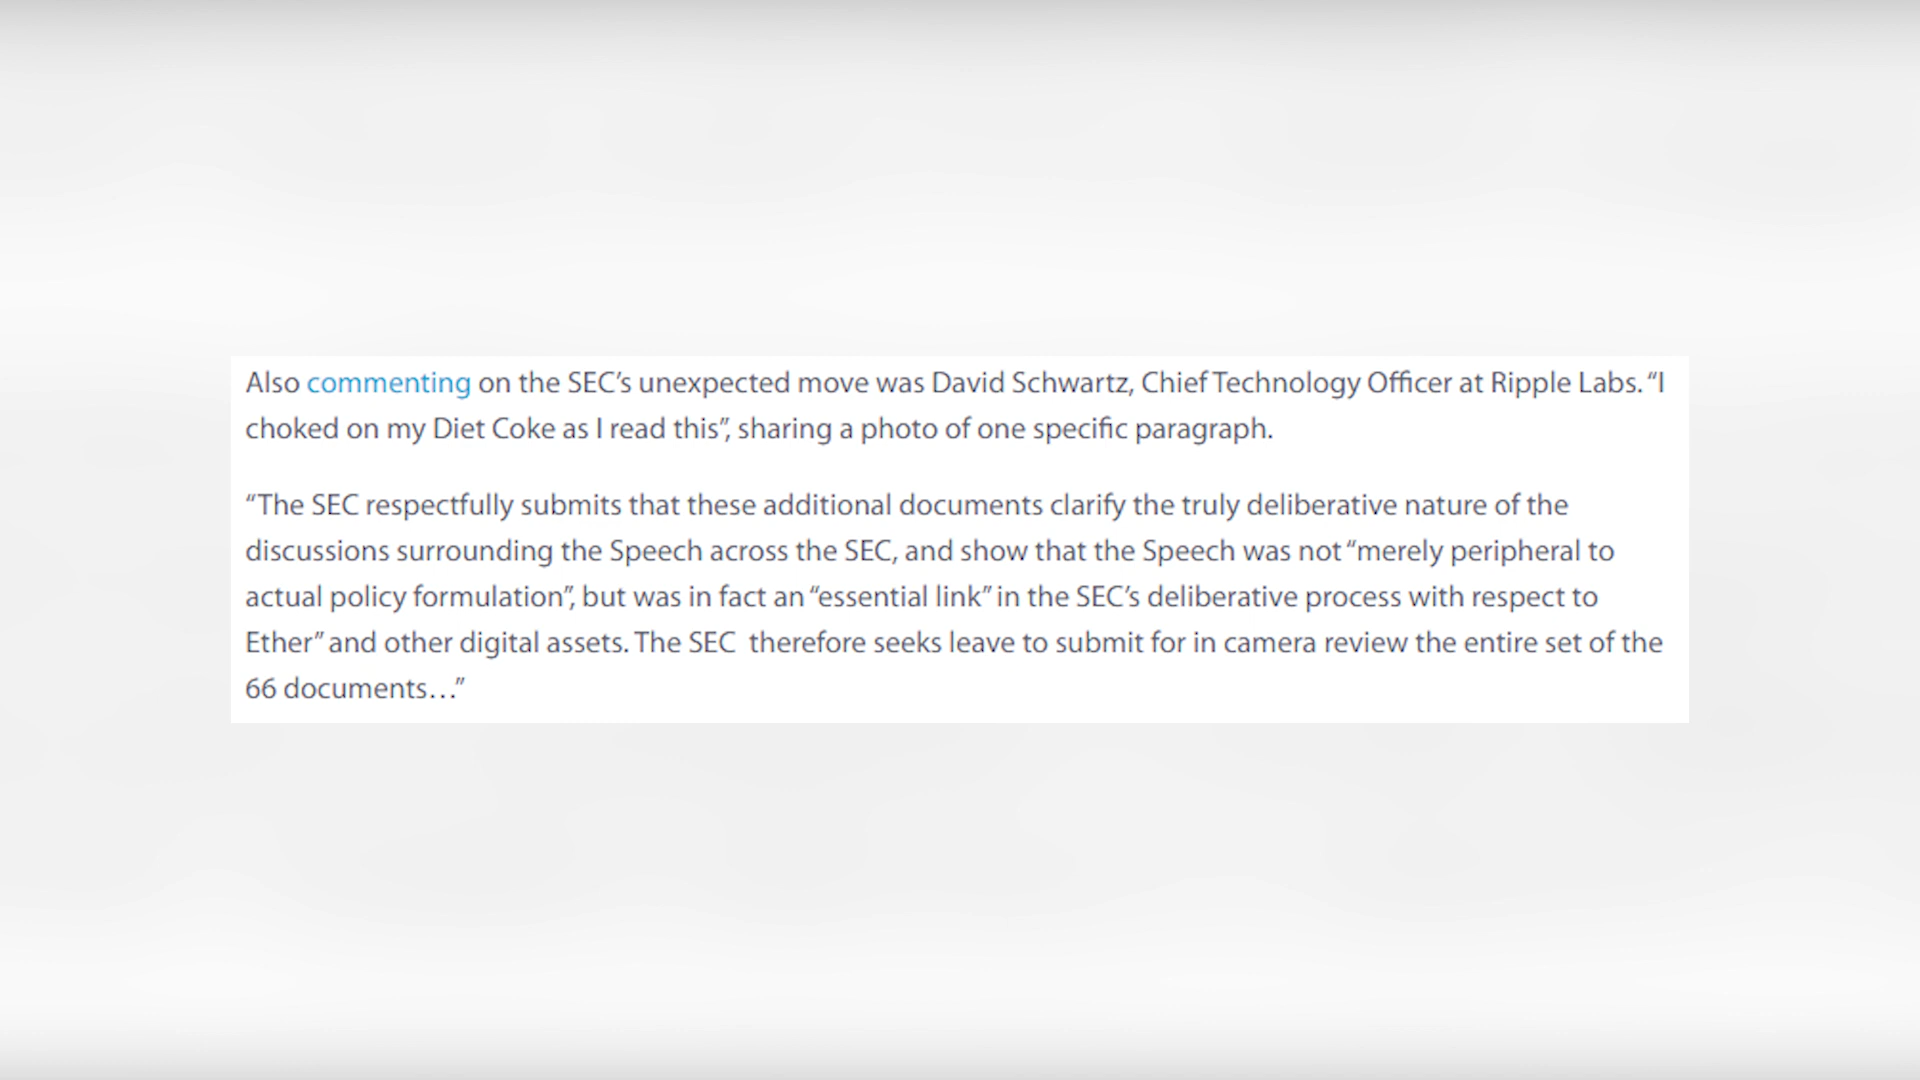 Also commenting on the SEC’s unexpected move was David Schwartz, Chief Technology Officer at Ripple Labs. “I
choked on my Diet Coke as I read this”, sharing a photo of one specific paragraph.
“The SEC respectfully submits that these additional documents clarify the truly deliberative nature of the
discussions surrounding the Speech across the SEC, and show that the Speech was not “merely peripheral to
actual policy formulation”, but was in fact an “essential link” in the SEC’s deliberative process with respect to
Ether” and other digital assets. The SEC  therefore seeks leave to submit for in camera review the entire set of the
66 documents…”